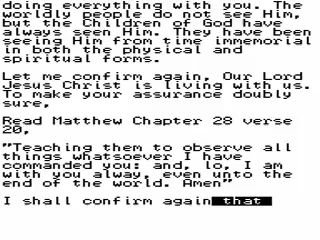 doing everything with you. The
worldly people do not see Him,
but the Children of God have
always seen Him. They have been
seeing Him from time immemorial
in both the physical and
spiritual forms.
Let me confirm again, Our Lord
Jesus Christ is living with us.
To make your assurance doubly
sure,
Read Matthew Chapter 28 verse
20,
"Teaching them to observe all
things whatsoever I have
commanded you: and, lo, I am
with you alway, even unto the
end of the world. Amen"
I shall confirm again that